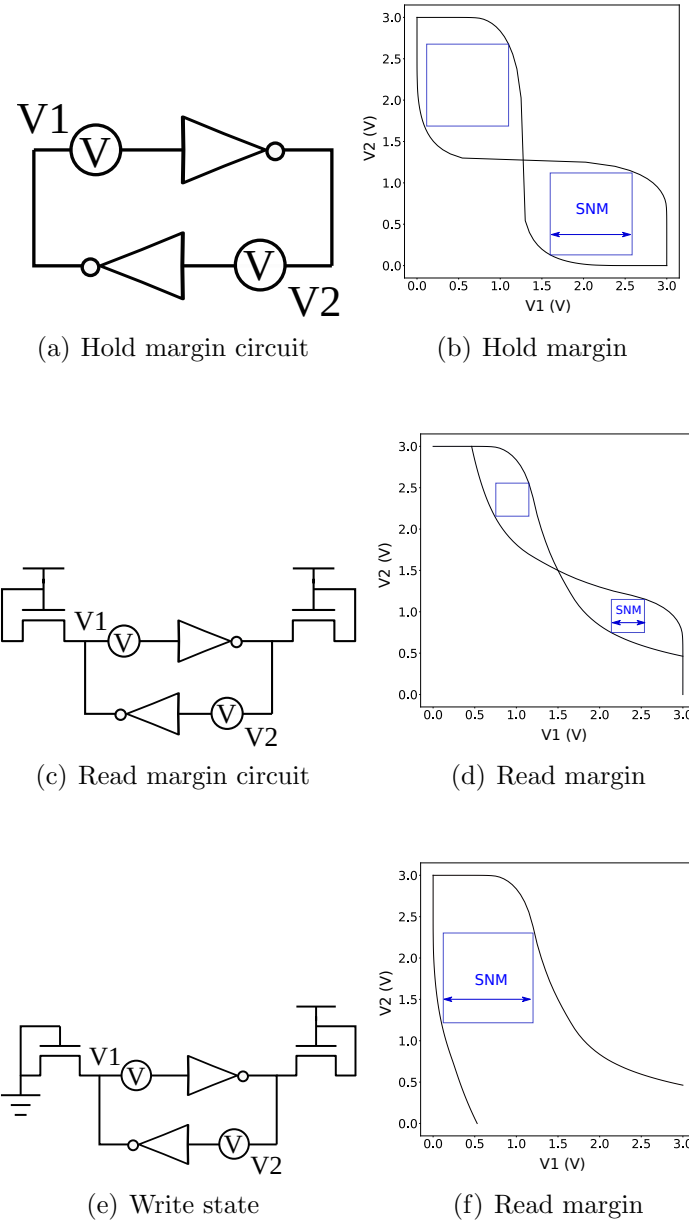 V1
V
V
V2
(a) Hold margin circuit
3.0
2.5
2.0
1.5
1.0
0.5
0.0
V2 (V)
SNM
0.0 0.5 1.0 1.5 2.0 2.5 3.0
V1 (V)
(b) Hold margin
V1
V
V
V2
(c) Read margin circuit
3.0
2.5
2.0
1.5
1.0
0.5
0.0
V2 (V)
SNM
0.0 0.5 1.0 1.5 2.0 2.5 3.0
V1 (V)
(d) Read margin
V1
V
V
V2
(e) Write state
3.0
2.5
2.0
1.5
1.0
0.5
0.0
V2 (V)
SNM
0.0 0.5 1.0 1.5 2.0 2.5 3.0
V1 (V)
(f) Read margin